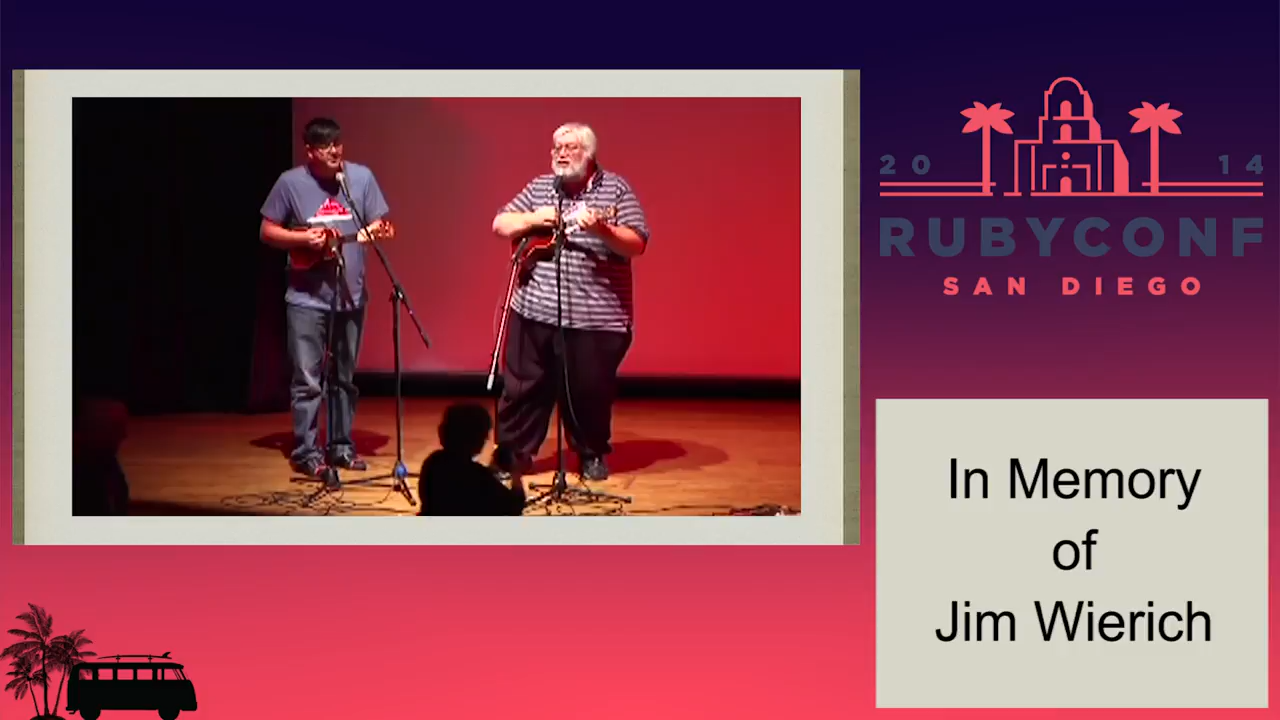 20 14
RUBYCONF
SAN DIEGO
In Memory
of
Jim Wierich